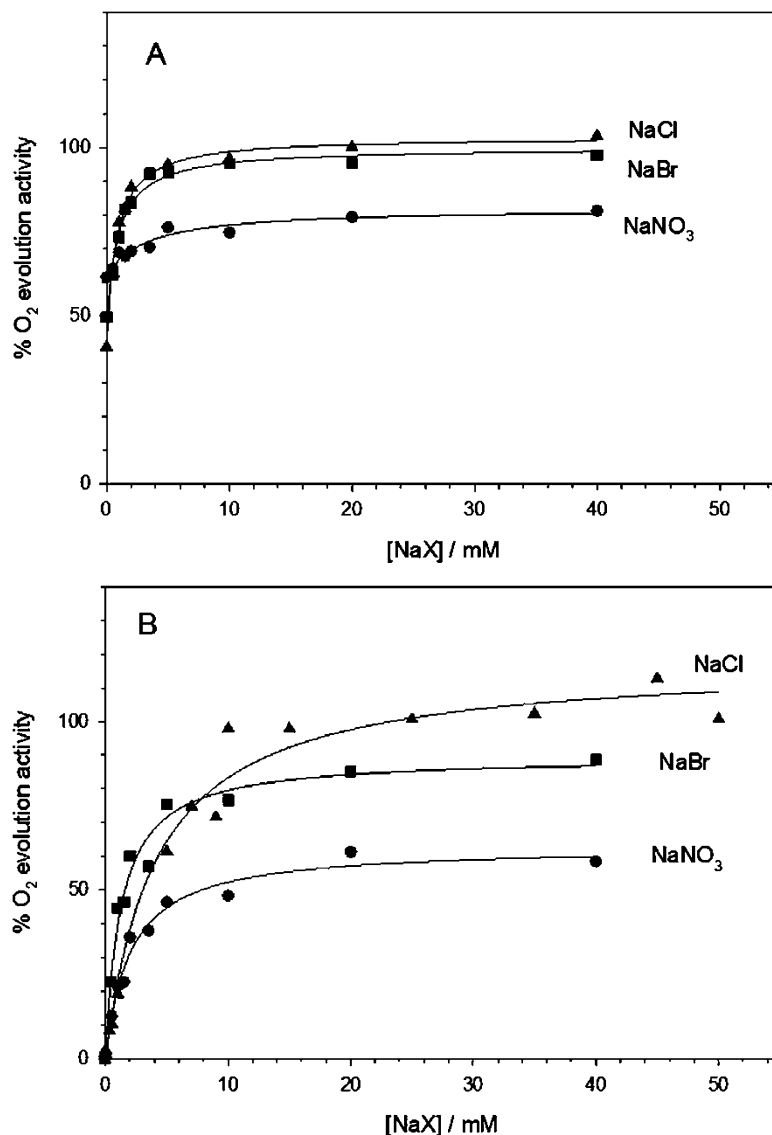 A
100
50
0
% O₂ evolution activity
NaCl
NaBr
NaNO₃
0 10 20 30 40 50
[NaX] / mM
B
100
50
0
% O₂ evolution activity
NaCl
NaBr
NaNO₃
0 10 20 30 40 50
[NaX] / mM